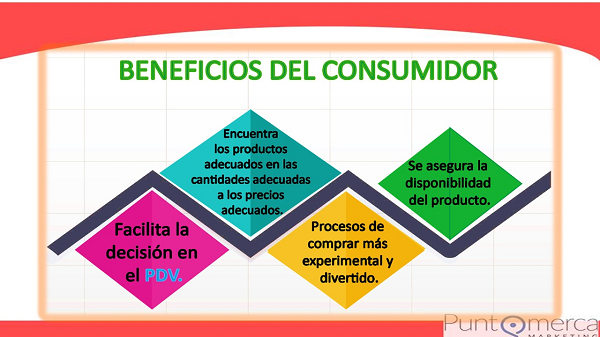 BENEFICIOS DEL CONSUMIDOR
Facilita la
decisión en
el PDV.
Encuentra
los productos
adecuados en las
cantidades adecuadas
a los precios
adecuados.
Procesos de
comprar más
experimental y
divertido.
Se asegura la
disponibilidad
del producto.
Puntomerca
MARKETING